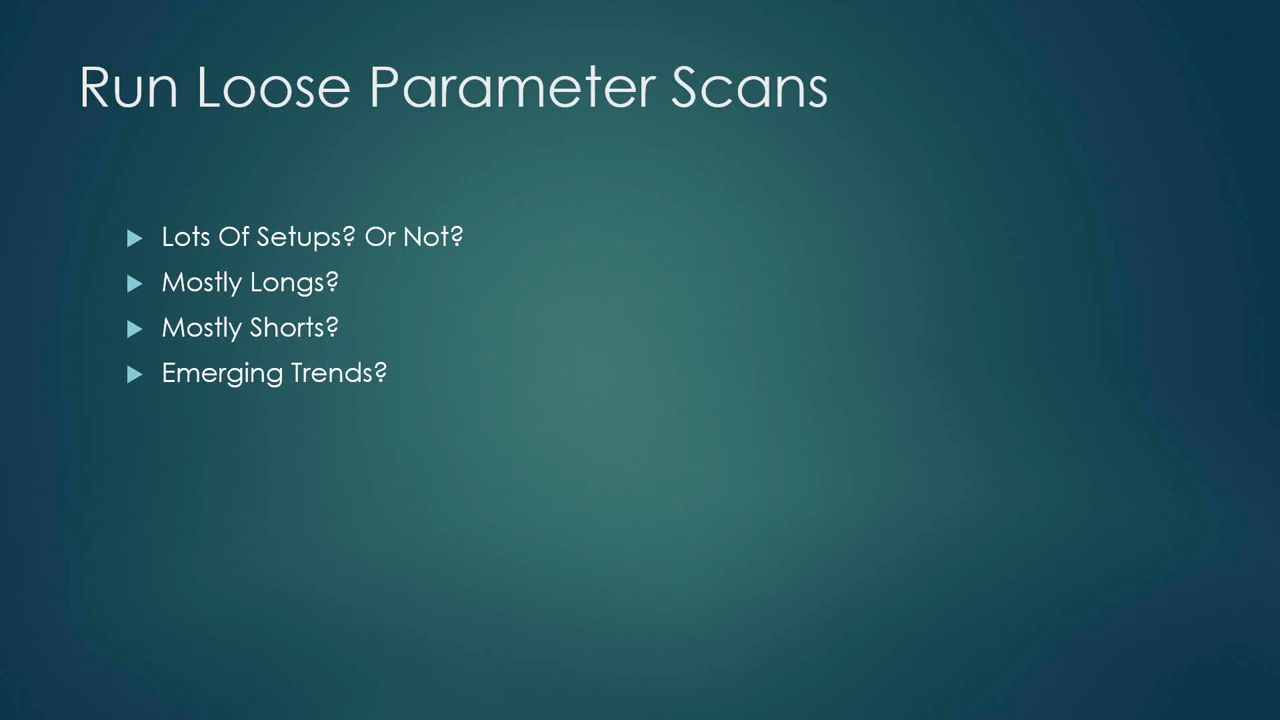 Run Loose Parameter Scans
Lots Of Setups? Or Not?
Mostly Longs?
Mostly Shorts?
Emerging Trends?